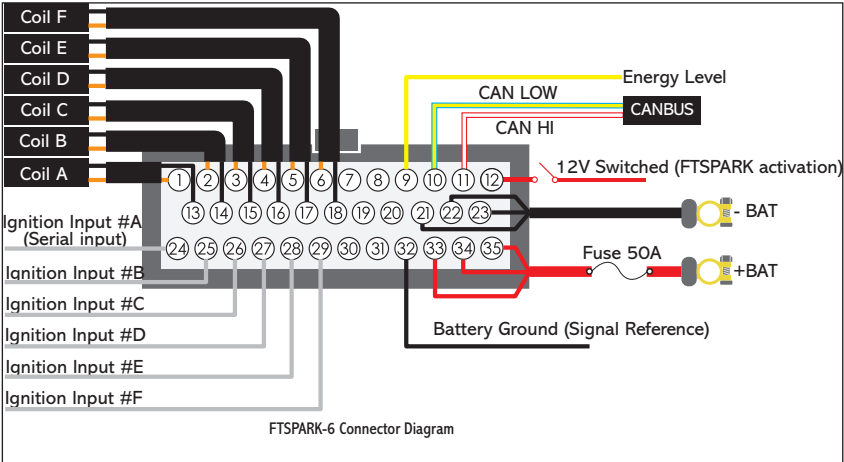 Coil F
Coil E
Coil D
Coil C
Coil B
Coil A
Energy Level
CAN LOW
CANBUS
CAN HI
12V Switched (FTSPARK activation)
1 2 3 4 5 6 7 8 9 10 11 12
13 14 15 16 17 18 19 20 21 22 23
- BAT
Ignition Input #A
(Serial input)
24 25 26 27 28 29 30 31 32 33 34 35
Fuse 50A
+BAT
Ignition Input #B
Ignition Input #C
Ignition Input #D
Battery Ground (Signal Reference)
Ignition Input #E
Ignition Input #F
FTSPARK-6 Connector Diagram